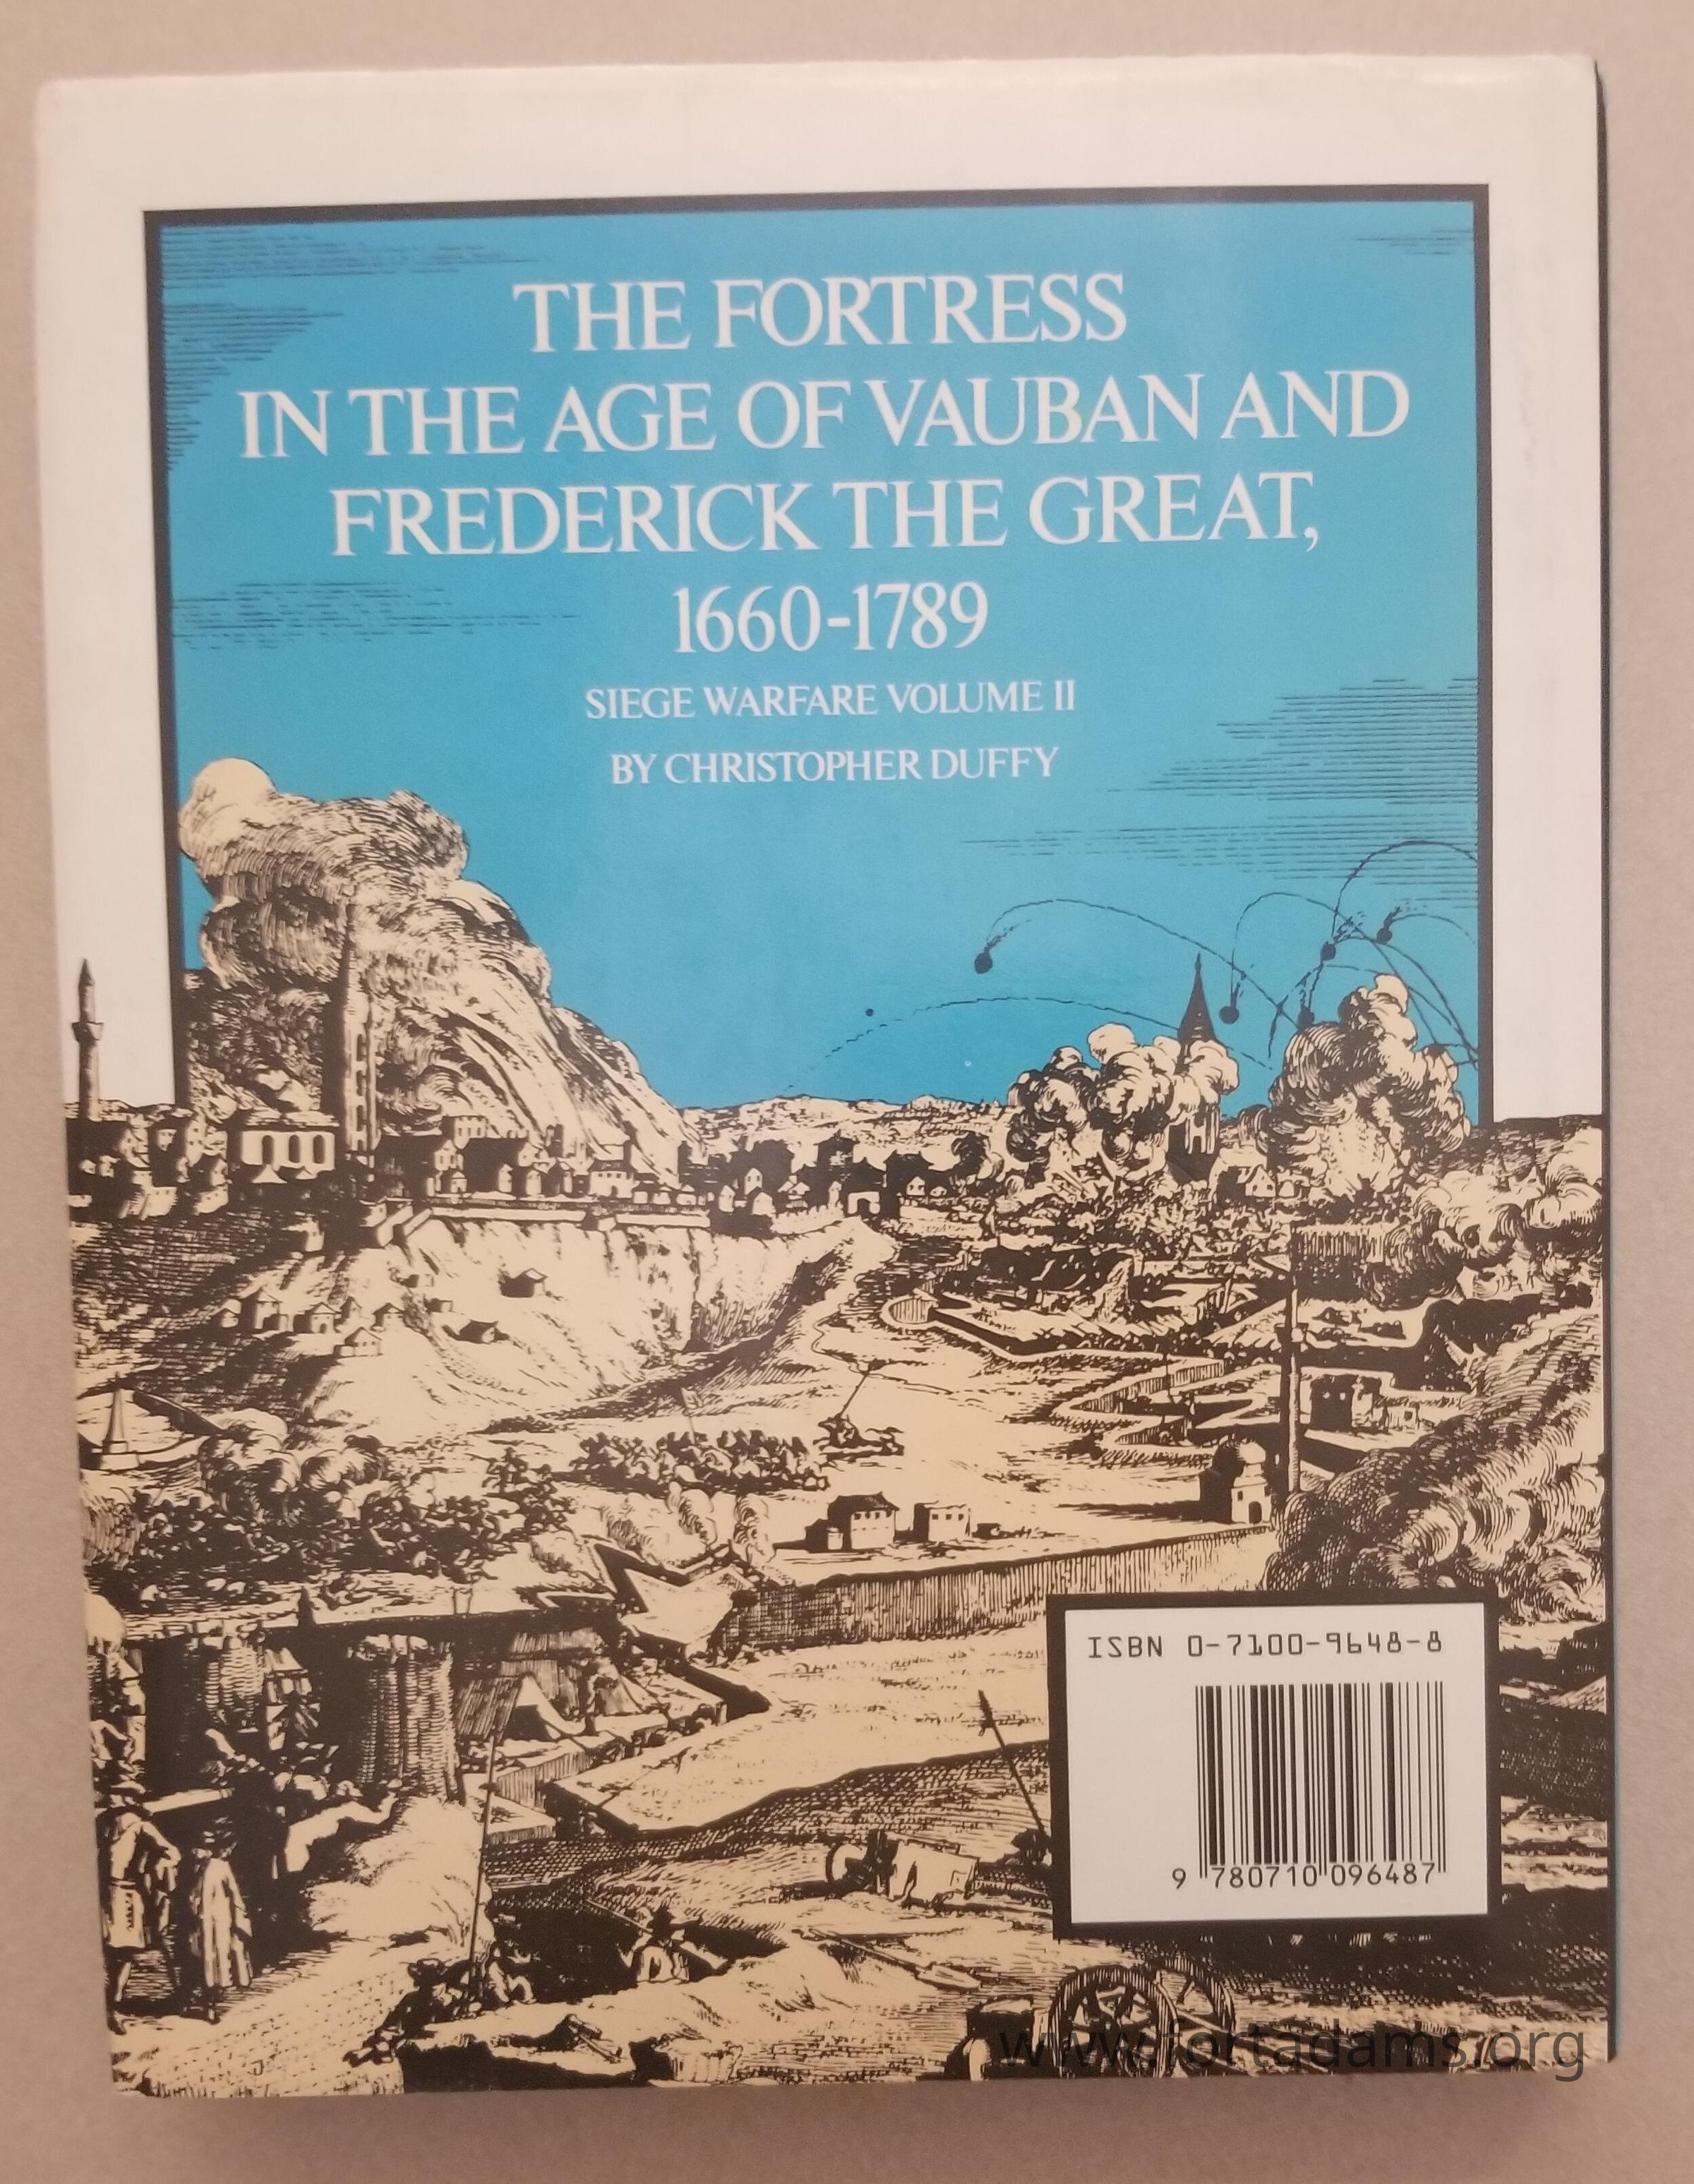 THE FORTRESS
IN THE AGE OF VAUBAN AND
FREDERICK THE GREAT,
1660-1789
SIEGE WARFARE VOLUME II
BY CHRISTOPHER DUFFY
ISBN 0-7100-9648-8
9 780710 096487
www.fortadams.org